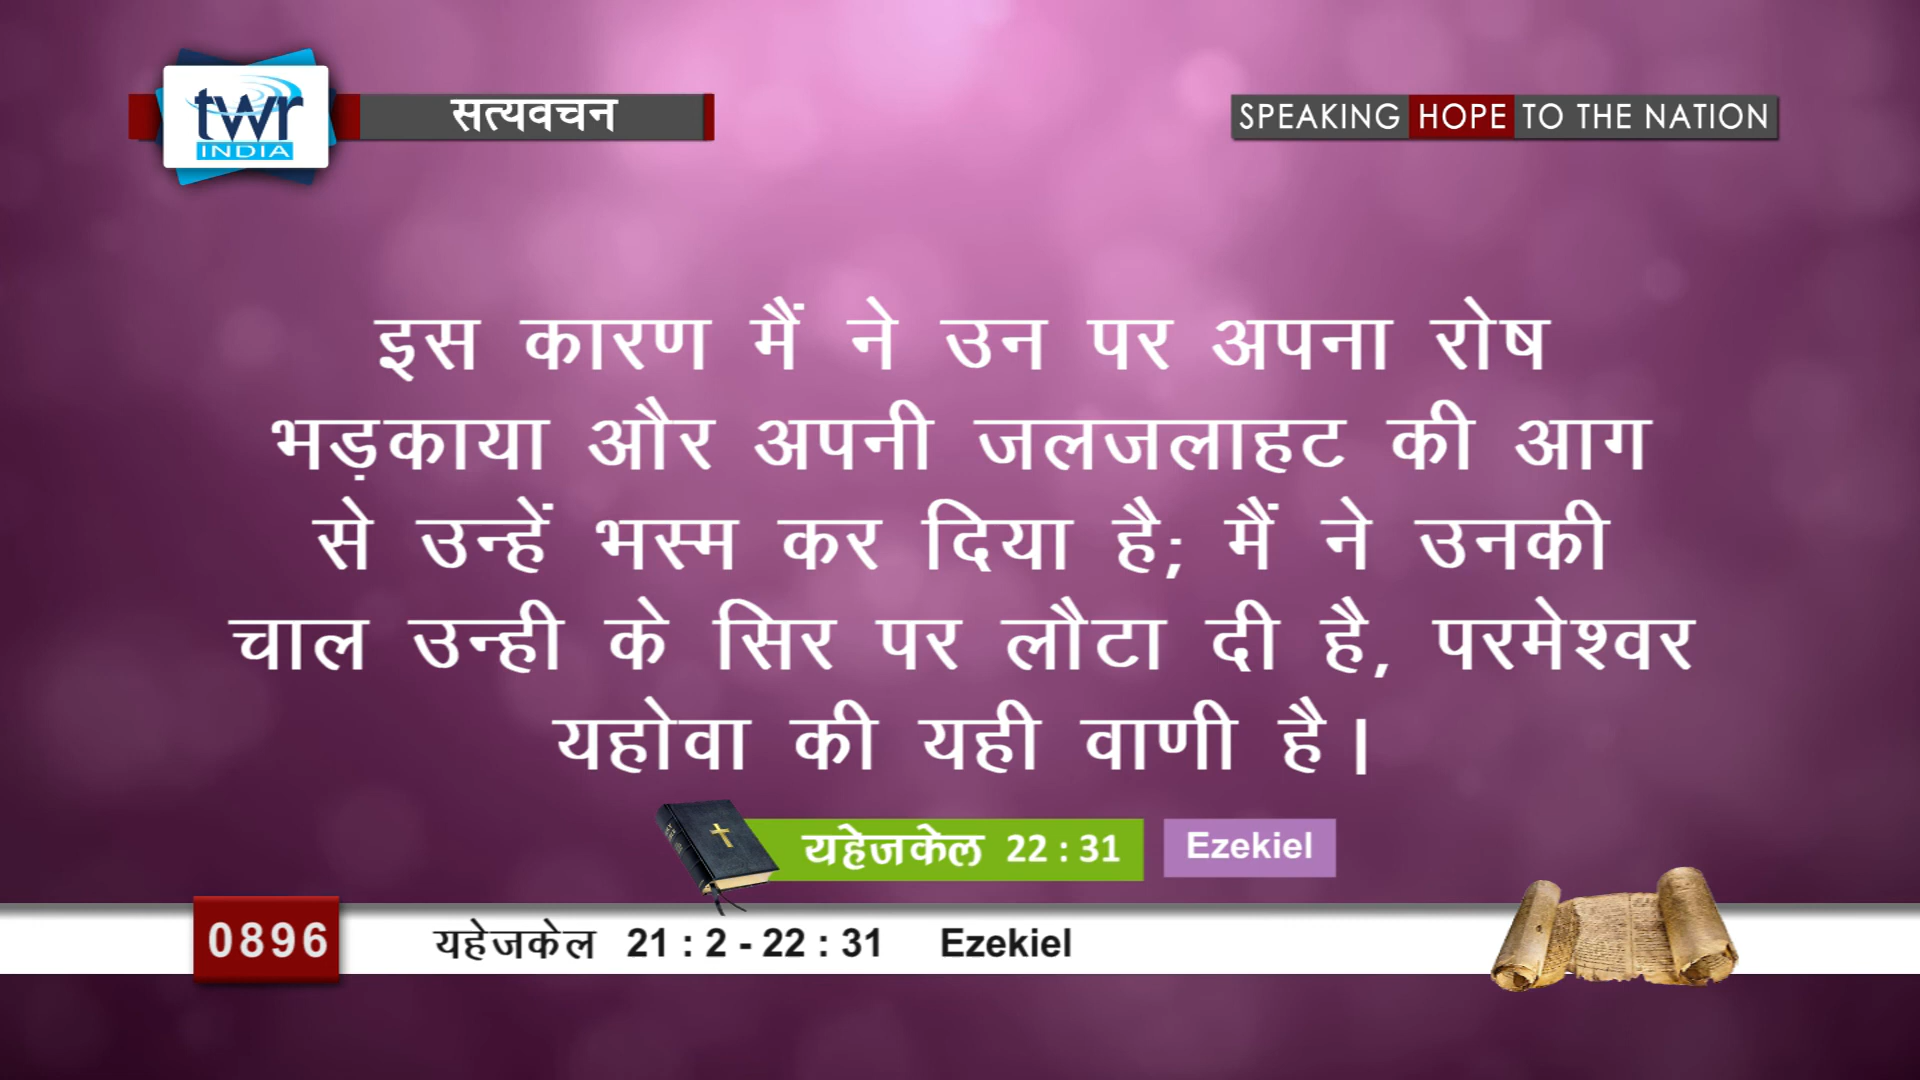 twr
INDIA
सत्यवचन
SPEAKING HOPE TO THE NATION
इस कारण मैं ने उन पर अपना रोष
भड़काया और अपनी जलजलाहट की आग
से उन्हें भस्म कर दिया है; मैं ने उनकी
चाल उन्ही के सिर पर लौटा दी है, परमेश्वर
यहोवा की यही वाणी है।
यहेजकेल 22 : 31 Ezekiel
0896 यहेजकेल 21 : 2 - 22 : 31 Ezekiel